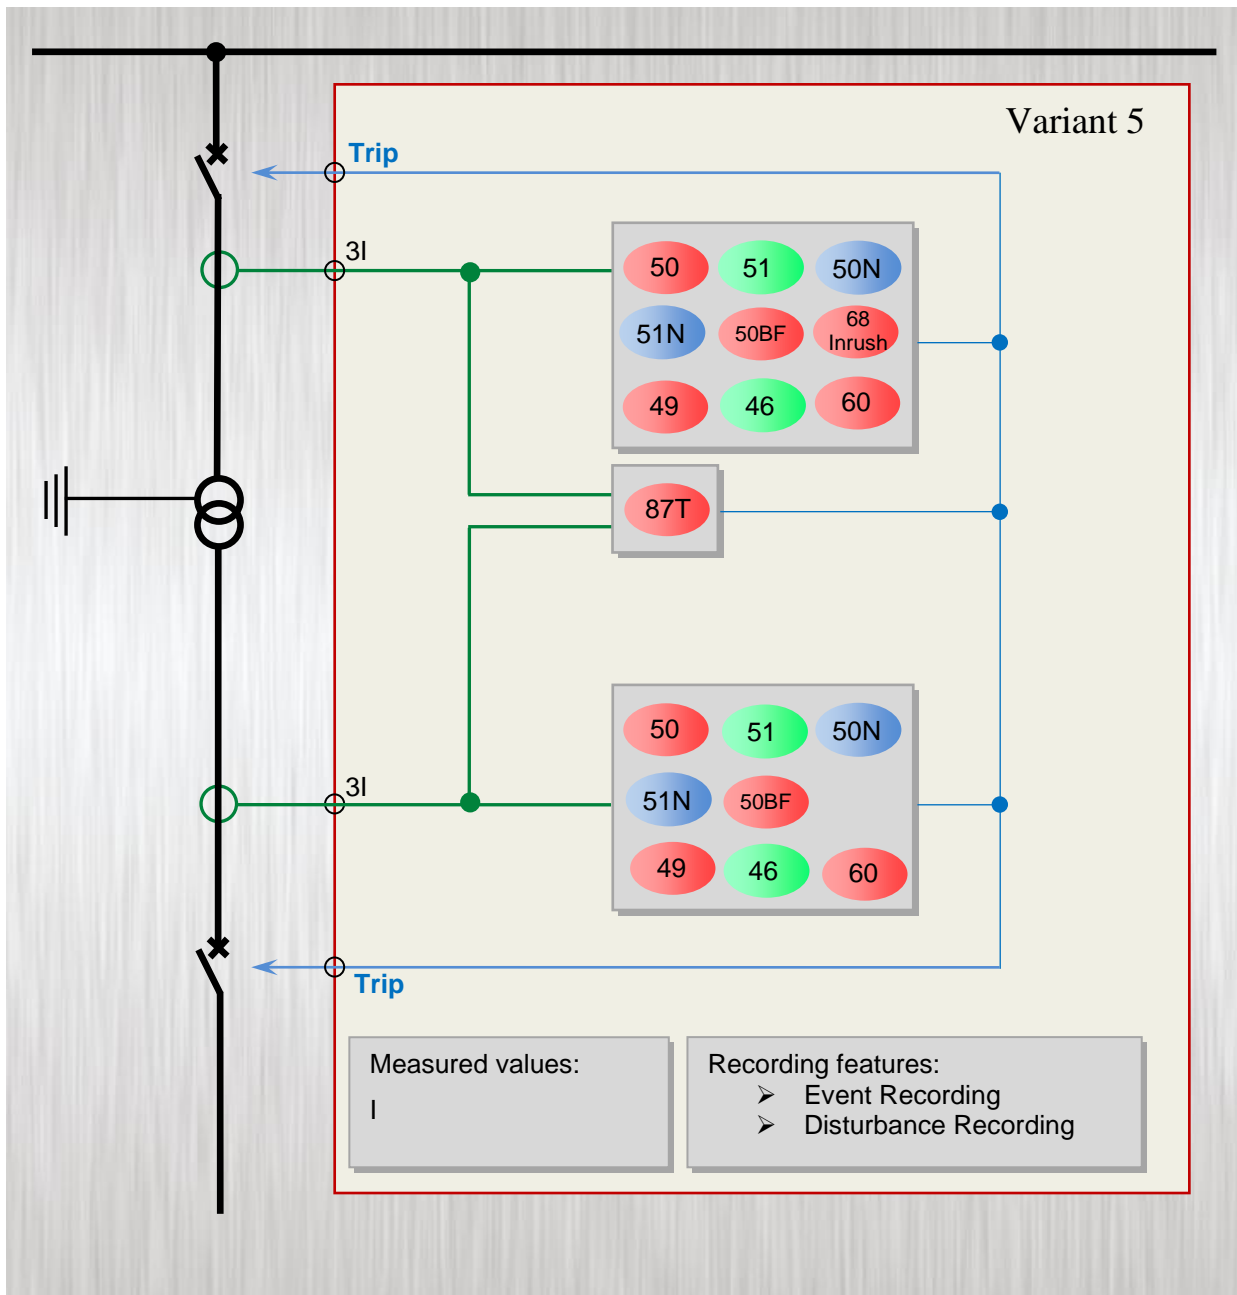 Variant 5
Trip
3I
50 51 50N
51N 50BF 68
Inrush
49 46 60
87T
50 51 50N
3I
51N 50BF
49 46 60
Trip
Measured values:
I
Recording features:
➢ Event Recording
➢ Disturbance Recording